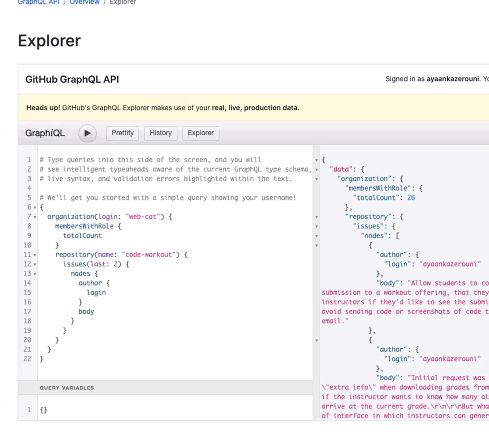 GraphQL API / Overview / Explorer
Explorer
GitHub GraphQL API
Signed in as ayaankazerouni. Yo
Heads up! GitHub's GraphQL Explorer makes use of your real, live, production data.
GraphiQL Prettify History Explorer
1 # Type queries into this side of the screen, and you will
2 # see intelligent typeaheads aware of the current GraphQL type schema,
3 # live syntax, and validation errors highlighted within the text.
4
5 # We'll get you started with a simple query showing your username!
6 {
7 organization(login: "web-cat") {
8 membersWithRole {
9 totalCount
10 }
11 repository(name: "code-workout") {
12 issues(last: 2) {
13 nodes {
14 author {
15 login
16 }
17 body
18 }
19 }
20 }
21 }
22 }
QUERY VARIABLES
1 {}
{
"data": {
"organization": {
"membersWithRole": {
"totalCount": 26
},
"repository": {
"issues": {
"nodes": [
{
"author": {
"login": "ayaankazerouni"
},
"body": "Allow students to co
submission to a workout offering, that they
instructors if they'd like to see the submi
avoid sending code or screenshots of code t
email."
},
{
"author": {
"login": "ayaankazerouni"
},
"body": "Initial request was
\"extra info\" when downloading grades from
if the instructor wants to know how many at
arrive at the current grade.\r\n\r\nBut wha
of interface in which instructors can gener